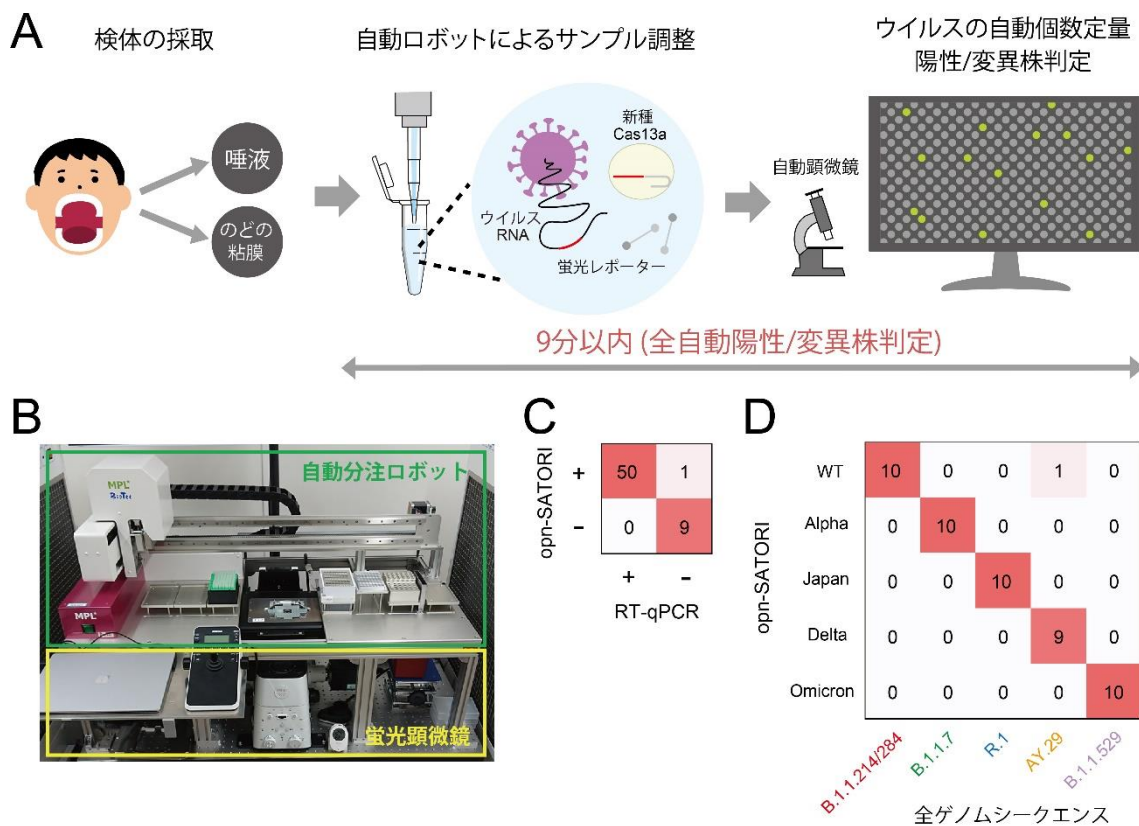 A
検体の採取
自動ロボットによるサンプル調整
ウイルスの自動個数定量
陽性/変異株判定
唾液
のどの
粘膜
新種
Cas13a
ウイルス
RNA
蛍光レポーター
自動顕微鏡
9分以内 (全自動陽性/変異株判定)
B
自動分注ロボット
MPL
BioTec
MPL
蛍光顕微鏡
C
opn-SATORI
+ 50 1
− 0 9
+ −
RT-qPCR
D
opn-SATORI
WT 10 0 0 1 0
Alpha 0 10 0 0 0
Japan 0 0 10 0 0
Delta 0 0 0 9 0
Omicron 0 0 0 0 10
B.1.1.214/284 B.1.1.7 R.1 AY.29 B.1.1.529
全ゲノムシークエンス